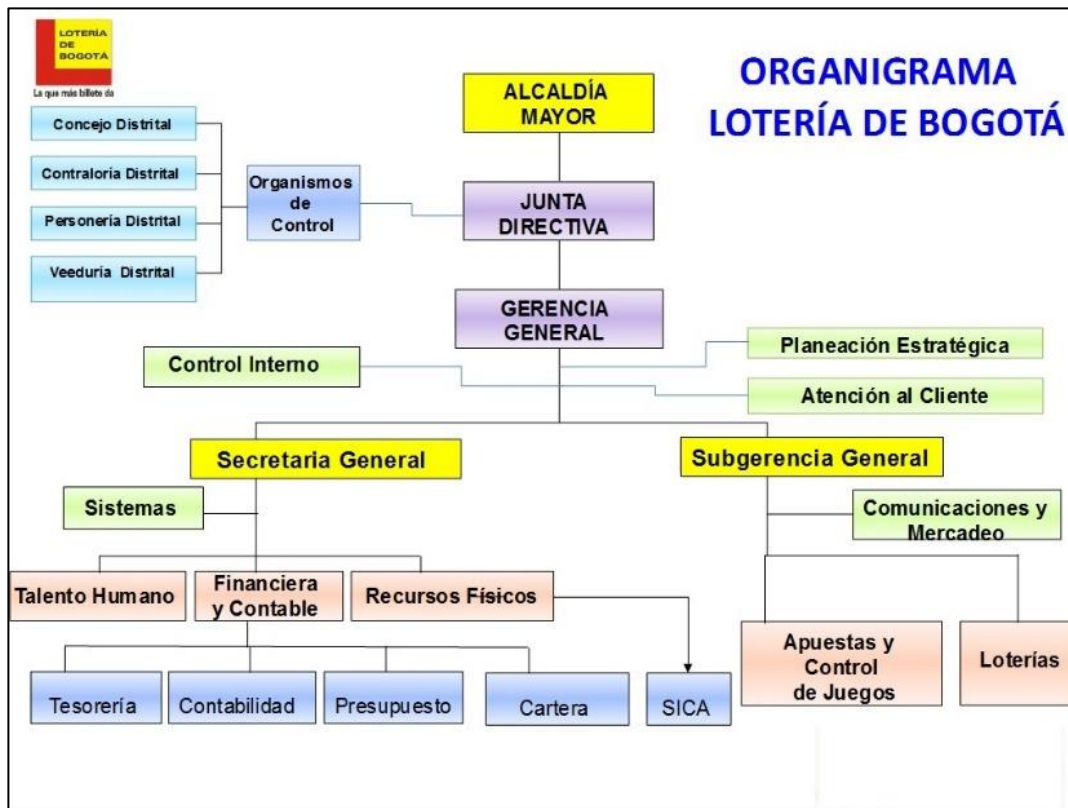 LOTERÍA
DE
BOGOTÁ
La que más billete da
ORGANIGRAMA
LOTERÍA DE BOGOTÁ
ALCALDÍA
MAYOR
Concejo Distrital
Contraloría Distrital
Personería Distrital
Veeduría Distrital
Organismos
de
Control
JUNTA
DIRECTIVA
GERENCIA
GENERAL
Control Interno
Planeación Estratégica
Atención al Cliente
Secretaria General
Subgerencia General
Sistemas
Comunicaciones y
Mercadeo
Talento Humano
Financiera
y Contable
Recursos Físicos
Apuestas y
Control
de Juegos
Loterías
Tesorería
Contabilidad
Presupuesto
Cartera
SICA